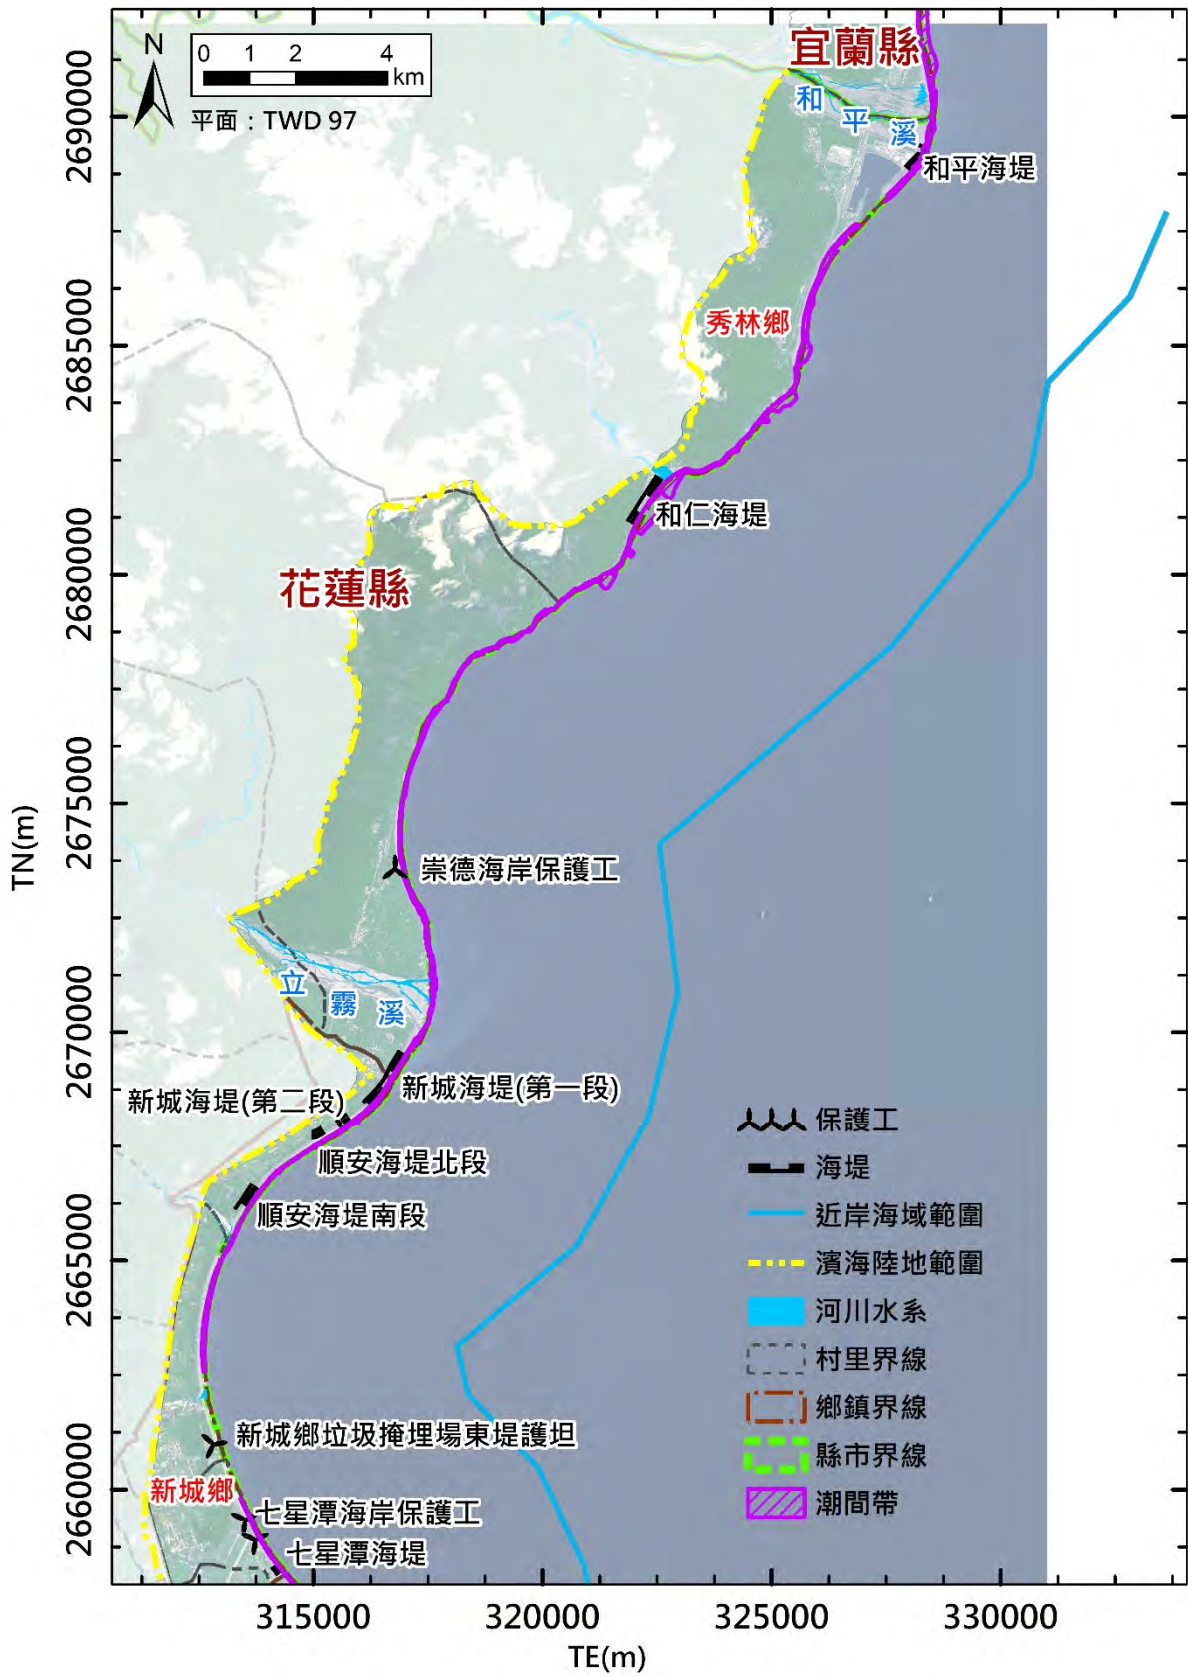 N
0 1 2 4
km
平面：TWD 97
宜蘭縣
和平溪
和平海堤
秀林鄉
和仁海堤
花蓮縣
崇德海岸保護工
立霧溪
新城海堤(第一段)
新城海堤(第二段)
順安海堤北段
順安海堤南段
新城鄉垃圾掩埋場東堤護坦
新城鄉
七星潭海岸保護工
七星潭海堤
保護工
海堤
近岸海域範圍
濱海陸地範圍
河川水系
村里界線
鄉鎮界線
縣市界線
潮間帶
TN(m)
2690000
2685000
2680000
2675000
2670000
2665000
2660000
315000 320000 325000 330000
TE(m)